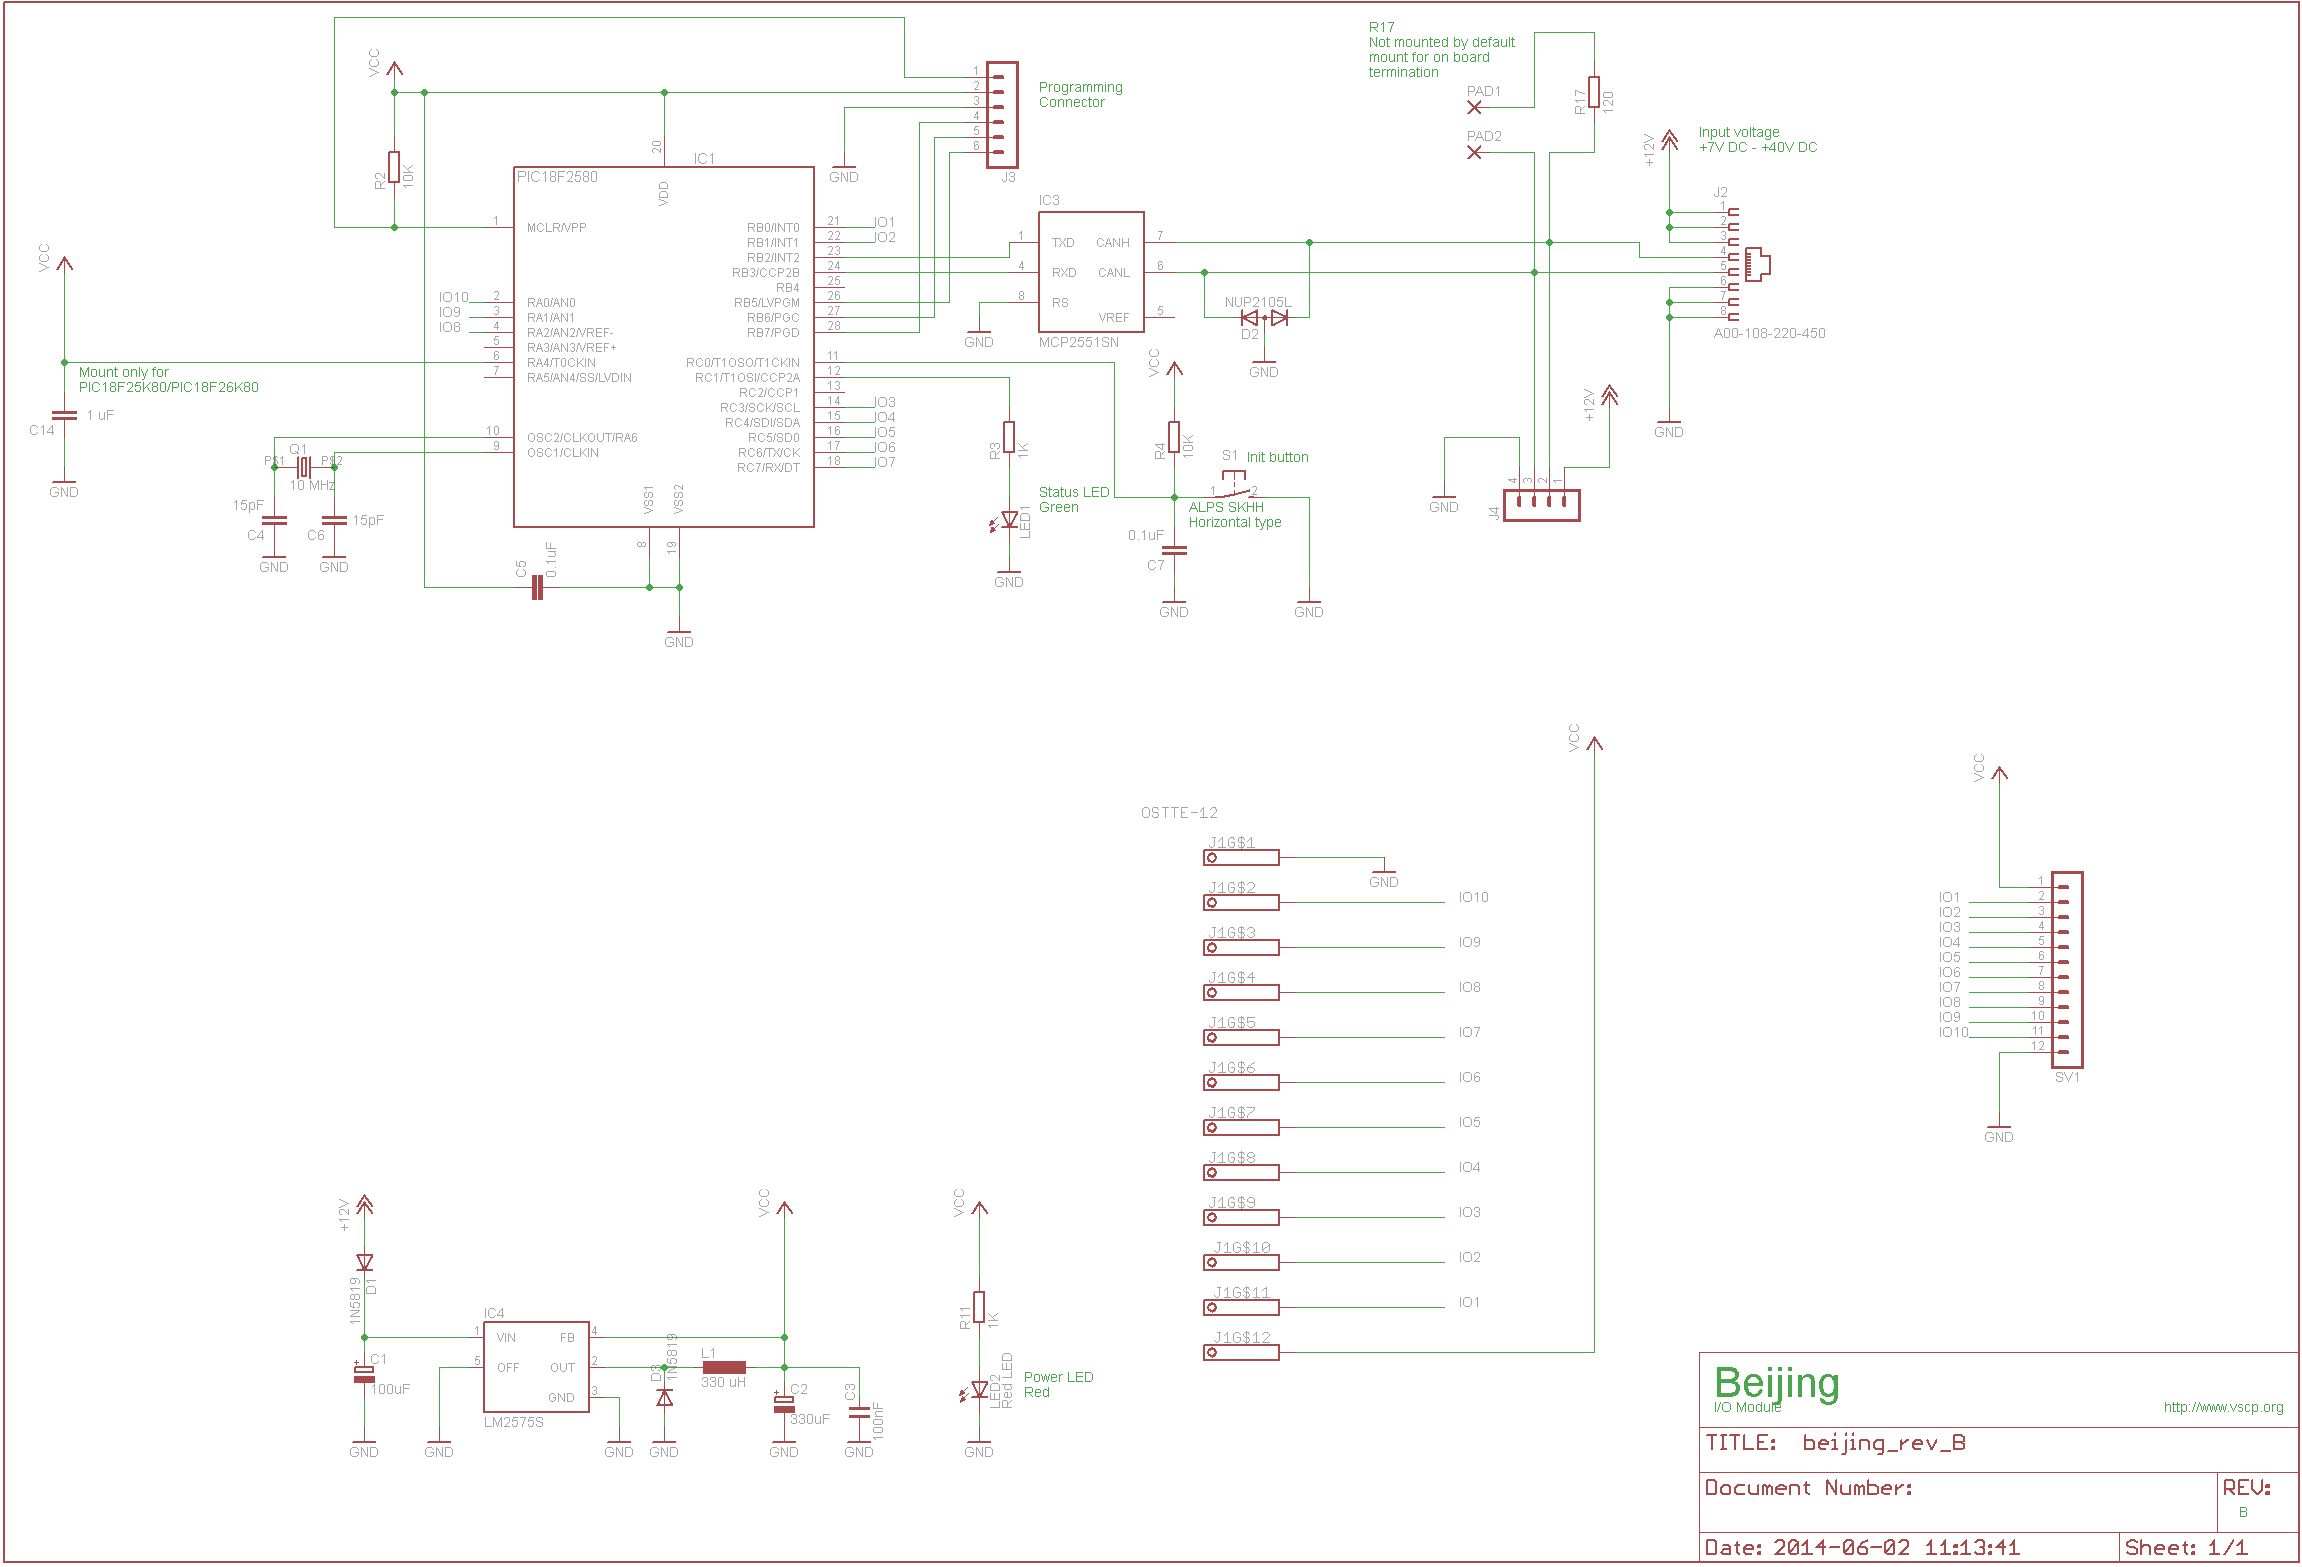 VCC
R2
10K
PIC18F2580
IC1
20
VDD
1
MCLR/VPP
RB0/INT0
21
IO1
RB1/INT1
22
IO2
RB2/INT2
23
RB3/CCP2B
24
RB4
25
RB5/LVPGM
26
RB6/PGC
27
RB7/PGD
28
IO10
2
RA0/AN0
IO9
3
RA1/AN1
IO8
4
RA2/AN2/VREF-
5
RA3/AN3/VREF+
6
RA4/T0CKIN
7
RA5/AN4/SS/LVDIN
RC0/T1OSO/T1CKIN
11
RC1/T1OSI/CCP2A
12
RC2/CCP1
13
RC3/SCK/SCL
14
IO3
RC4/SDI/SDA
15
IO4
RC5/SD0
16
IO5
RC6/TX/CK
17
IO6
RC7/RX/DT
18
IO7
10
OSC2/CLKOUT/RA6
9
OSC1/CLKIN
VSS1
VSS2
8
19
C5
0.1uF
GND
VCC
Mount only for
PIC18F25K80/PIC18F26K80
1 uF
C14
GND
Q1
PS1
PS2
10 MHz
15pF
C4
15pF
C6
GND
GND
1
2
3
4
5
6
J3
Programming
Connector
GND
IC3
1
TXD
CANH
7
4
RXD
CANL
6
8
RS
VREF
5
MCP2551SN
GND
NUP2105L
D2
GND
R3
1K
Status LED
Green
LED1
GND
VCC
R4
10K
S1
Init button
1
2
ALPS SKHH
Horizontal type
0.1uF
C7
GND
GND
R17
Not mounted by default
mount for on board
termination
PAD1
PAD2
R17
120
+12V
Input voltage
+7V DC - +40V DC
J2
1
2
3
4
5
6
7
8
A00-108-220-450
GND
+12V
GND
4
3
2
1
J4
OSTTE-12
VCC
J1G$1
GND
J1G$2
IO10
J1G$3
IO9
J1G$4
IO8
J1G$5
IO7
J1G$6
IO6
J1G$7
IO5
J1G$8
IO4
J1G$9
IO3
J1G$10
IO2
J1G$11
IO1
J1G$12
VCC
1
IO1
2
IO2
3
IO3
4
IO4
5
IO5
6
IO6
7
IO7
8
IO8
9
IO9
10
IO10
11
12
SV1
GND
+12V
1N5819
D1
C1
100uF
GND
IC4
1
VIN
FB
4
5
OFF
OUT
2
GND
3
LM2575S
GND
GND
D3
1N5819
GND
L1
330 uH
VCC
C2
330uF
GND
C3
100nF
GND
VCC
R11
1K
LED2
Red LED
Power LED
Red
GND
Beijing
I/O Module
http://www.vscp.org
TITLE: beijing_rev_B
Document Number:
REV:
B
Date: 2014-06-02 11:13:41
Sheet: 1/1